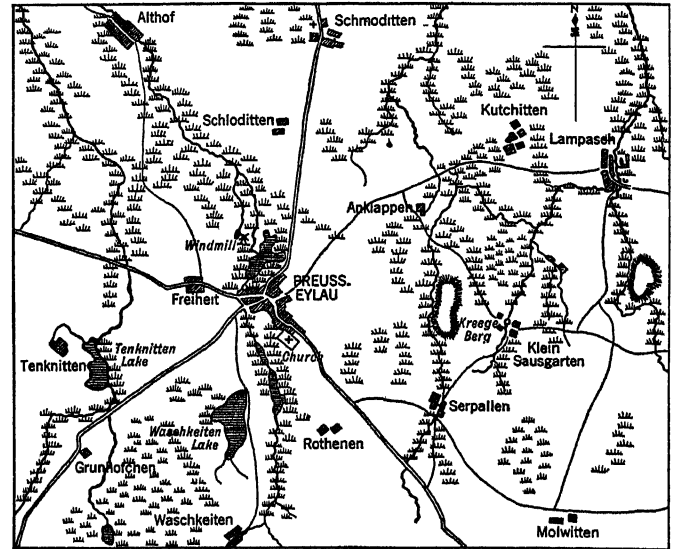 Althof
Schmoditten
N
Kutchitten
Schloditten
Lampasch
Anklappen
Windmill
PREUSS-
EYLAU
Freiheit
Church
Kreege
Berg
Klein
Sausgarten
Tenknitten
Tenknitten
Lake
Serpallen
Waschkeiten
Lake
Rothenen
Grunhofchen
Waschkeiten
Molwitten